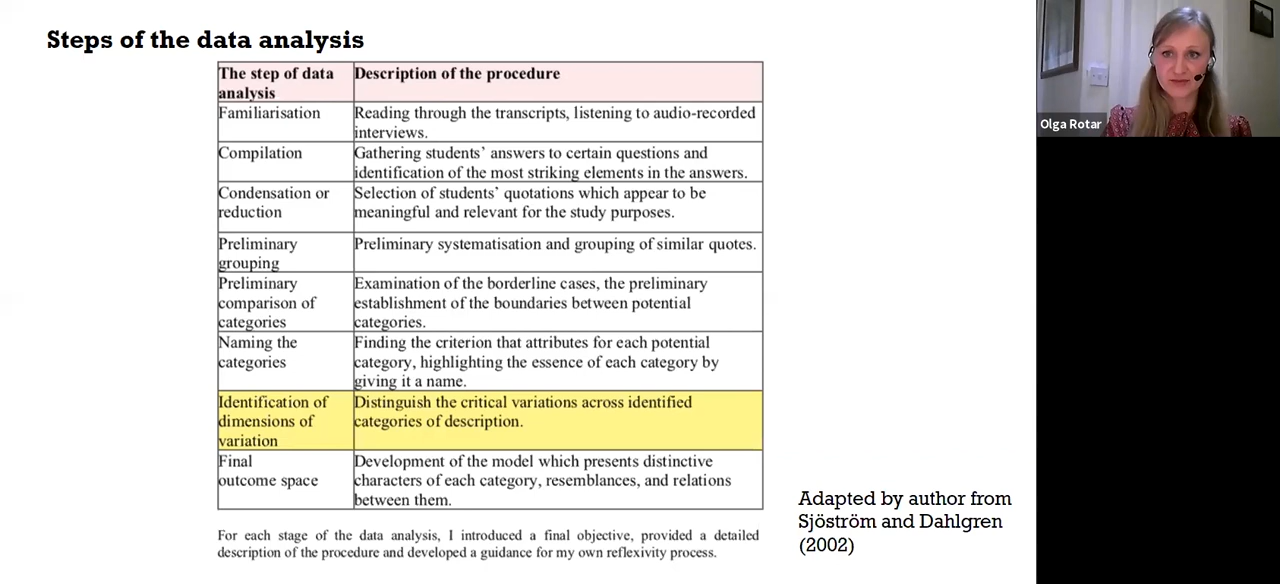 Steps of the data analysis
The step of data
analysis
Description of the procedure
Familiarisation
Reading through the transcripts, listening to audio-recorded
interviews.
Compilation
Gathering students' answers to certain questions and
identification of the most striking elements in the answers.
Condensation or
reduction
Selection of students' quotations which appear to be
meaningful and relevant for the study purposes.
Preliminary
grouping
Preliminary systematisation and grouping of similar quotes.
Preliminary
comparison of
categories
Examination of the borderline cases, the preliminary
establishment of the boundaries between potential
categories.
Naming the
categories
Finding the criterion that attributes for each potential
category, highlighting the essence of each category by
giving it a name.
Identification of
dimensions of
variation
Distinguish the critical variations across identified
categories of description.
Final
outcome space
Development of the model which presents distinctive
characters of each category, resemblances, and relations
between them.
For each stage of the data analysis, I introduced a final objective, provided a detailed
description of the procedure and developed a guidance for my own reflexivity process.
Adapted by author from
Sjöström and Dahlgren
(2002)
Olga Rotar